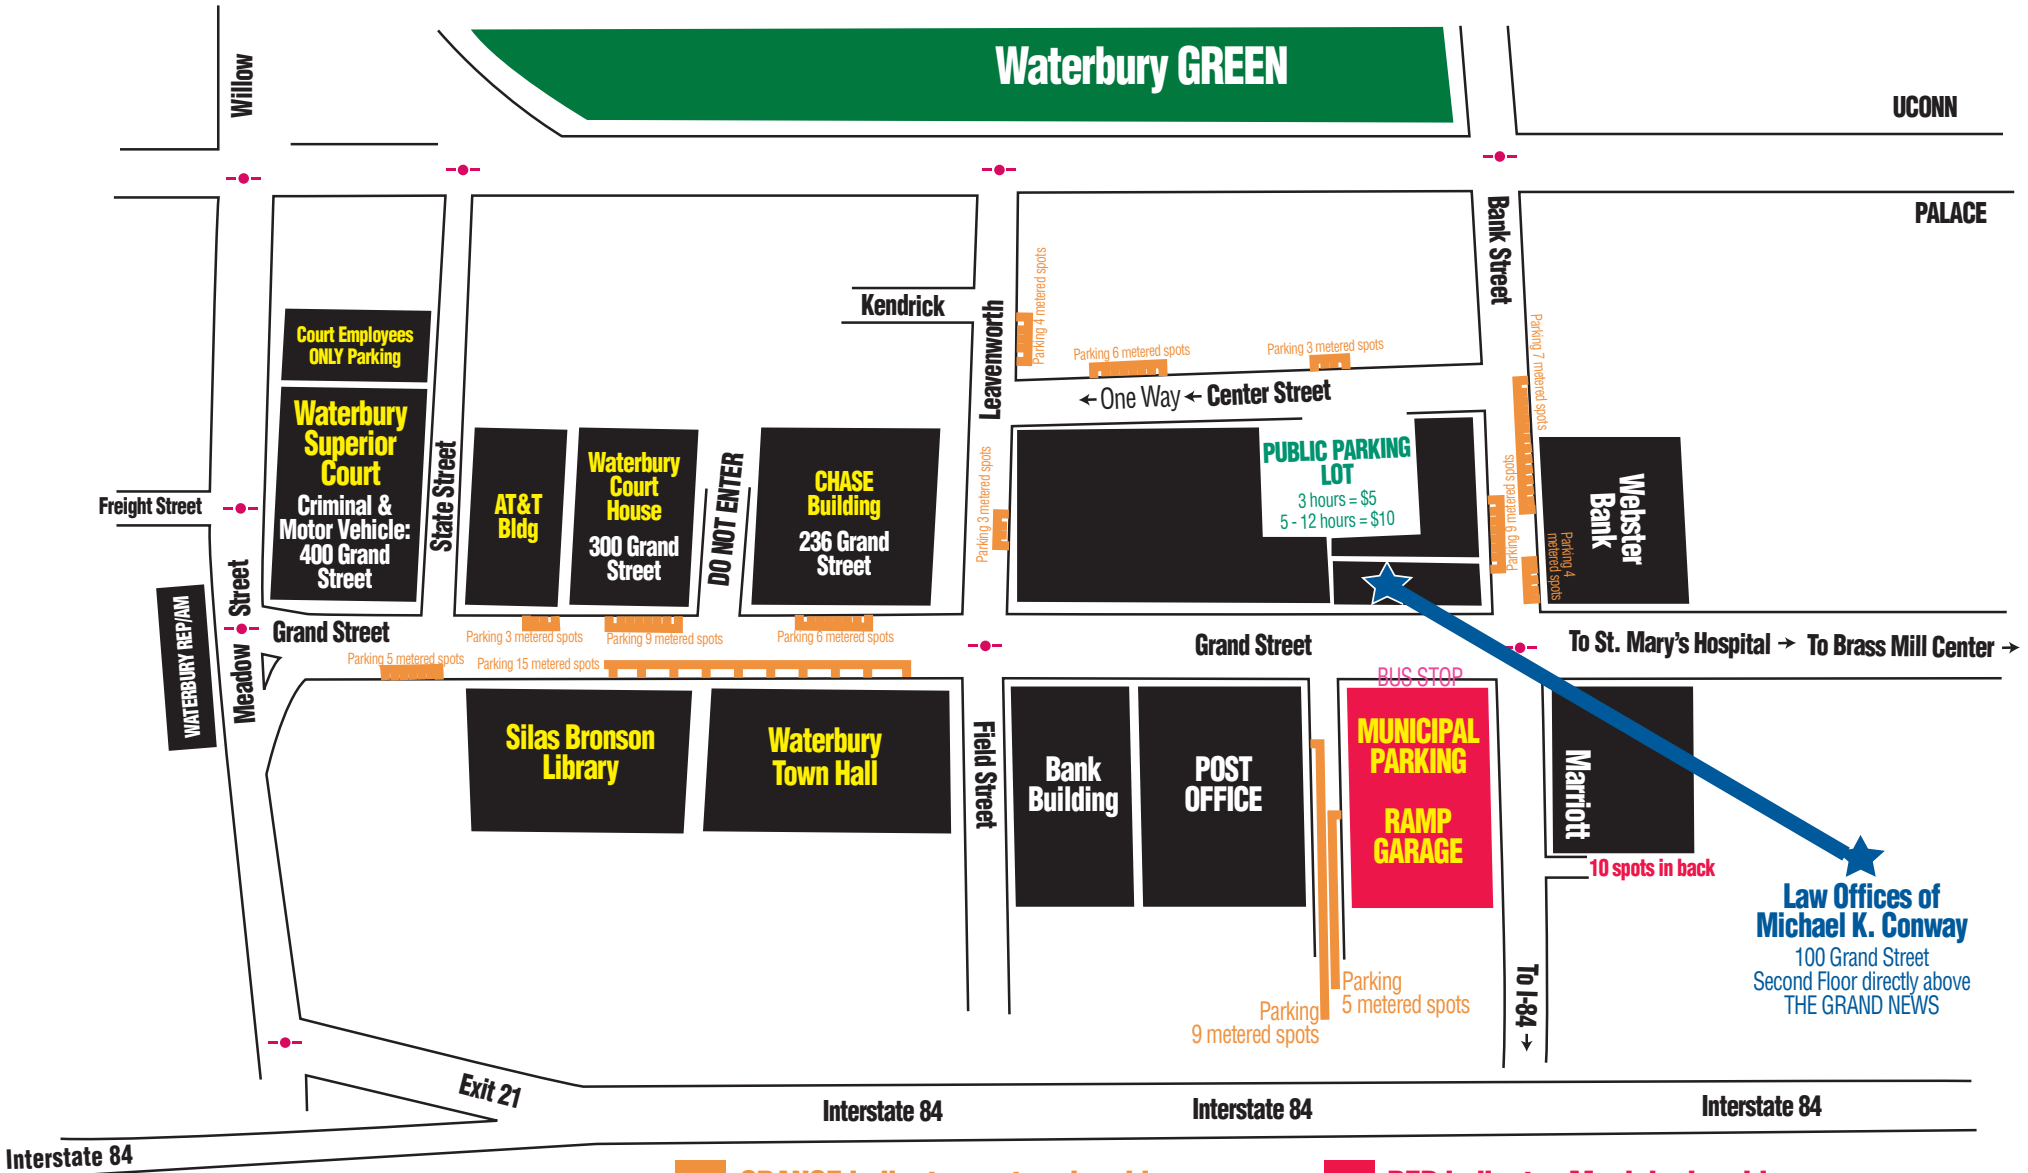 Waterbury GREEN
Willow
UCONN
PALACE
Bank Street
Kendrick
Leavenworth
Parking 4 metered spots
Parking 6 metered spots
Parking 3 metered spots
Parking 7 metered spots
← One Way ← Center Street
Court Employees
ONLY Parking
Waterbury
Superior
Court
Criminal &
Motor Vehicle:
400 Grand
Street
State Street
AT&T
Bldg
Waterbury
Court
House
300 Grand
Street
DO NOT ENTER
CHASE
Building
236 Grand
Street
Parking 3 metered spots
PUBLIC PARKING
LOT
3 hours = $5
5 - 12 hours = $10
Parking 9 metered spots
Parking 4
metered spots
Webster
Bank
Freight Street
WATERBURY REP/AM
Meadow Street
Grand Street
Parking 3 metered spots
Parking 9 metered spots
Parking 6 metered spots
Parking 5 metered spots
Parking 15 metered spots
Grand Street
To St. Mary's Hospital → To Brass Mill Center →
BUS STOP
Silas Bronson
Library
Waterbury
Town Hall
Field Street
Bank
Building
POST
OFFICE
MUNICIPAL
PARKING
RAMP
GARAGE
Marriott
10 spots in back
Law Offices of
Michael K. Conway
100 Grand Street
Second Floor directly above
THE GRAND NEWS
Parking
5 metered spots
Parking
9 metered spots
To I-84 →
Exit 21
Interstate 84
Interstate 84
Interstate 84
Interstate 84